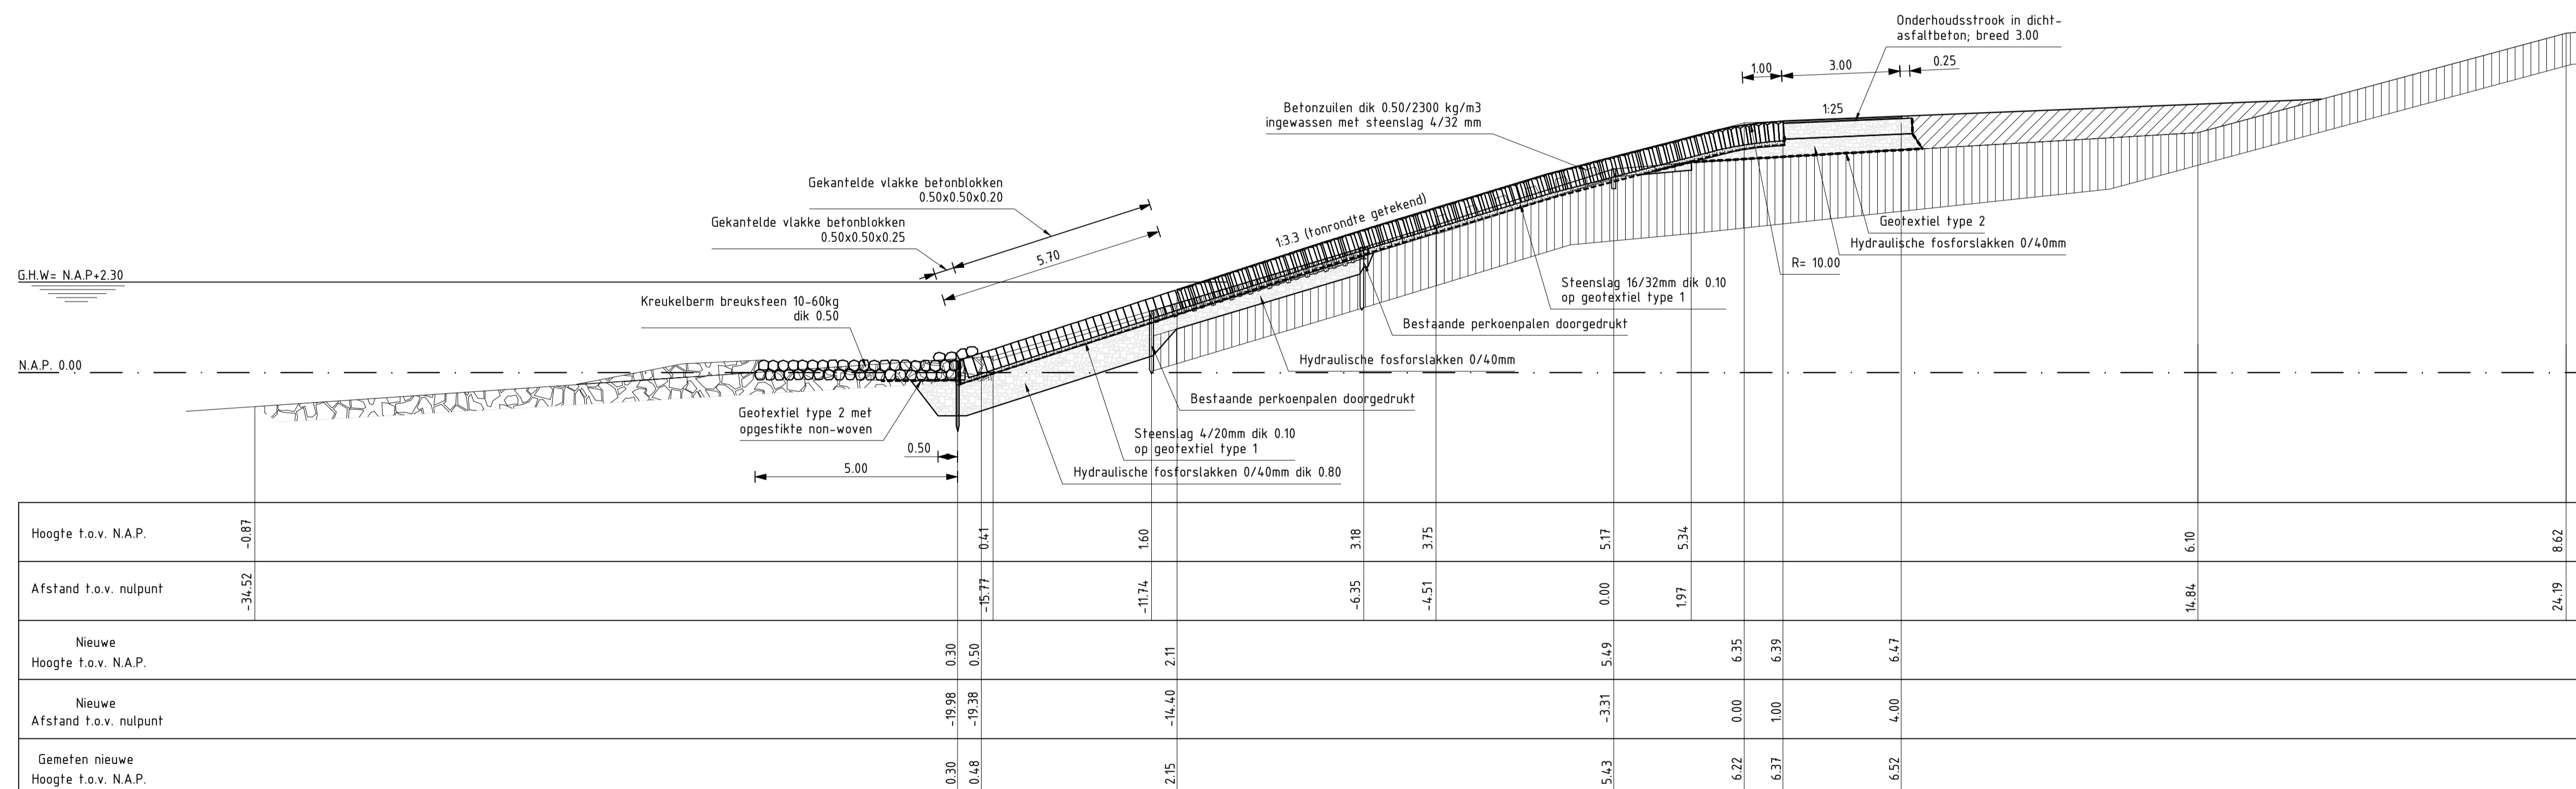 Onderhoudsstrook in dicht-
asfaltbeton; breed 3.00
1.00
3.00
0.25
1:25
Betonzuilen dik 0.50/2300 kg/m3
ingewassen met steenslag 4/32 mm
Gekantelde vlakke betonblokken
0.50x0.50x0.20
Gekantelde vlakke betonblokken
0.50x0.50x0.25
5.70
1:3.3 (tonrondte getekend)
Geotextiel type 2
Hydraulische fosforslakken 0/40mm
R= 10.00
G.H.W= N.A.P+2.30
Kreukelberm breuksteen 10-60kg
dik 0.50
Steenslag 16/32mm dik 0.10
op geotextiel type 1
Bestaande perkoenpalen doorgedrukt
Hydraulische fosforslakken 0/40mm
N.A.P. 0.00
Bestaande perkoenpalen doorgedrukt
Geotextiel type 2 met
opgestikte non-woven
Steenslag 4/20mm dik 0.10
op geotextiel type 1
0.50
5.00
Hydraulische fosforslakken 0/40mm dik 0.80
Hoogte t.o.v. N.A.P.
-0.87
0.41
1.60
3.18
3.75
5.17
5.34
6.10
8.62
Afstand t.o.v. nulpunt
-34.52
-15.77
-11.74
-6.35
-4.51
0.00
1.97
14.84
24.19
Nieuwe
Hoogte t.o.v. N.A.P.
0.30
0.50
2.11
5.49
6.35
6.39
6.47
Nieuwe
Afstand t.o.v. nulpunt
-19.98
-19.38
-14.40
-3.31
0.00
1.00
4.00
Gemeten nieuwe
Hoogte t.o.v. N.A.P.
0.30
0.48
2.15
5.43
6.22
6.37
6.52